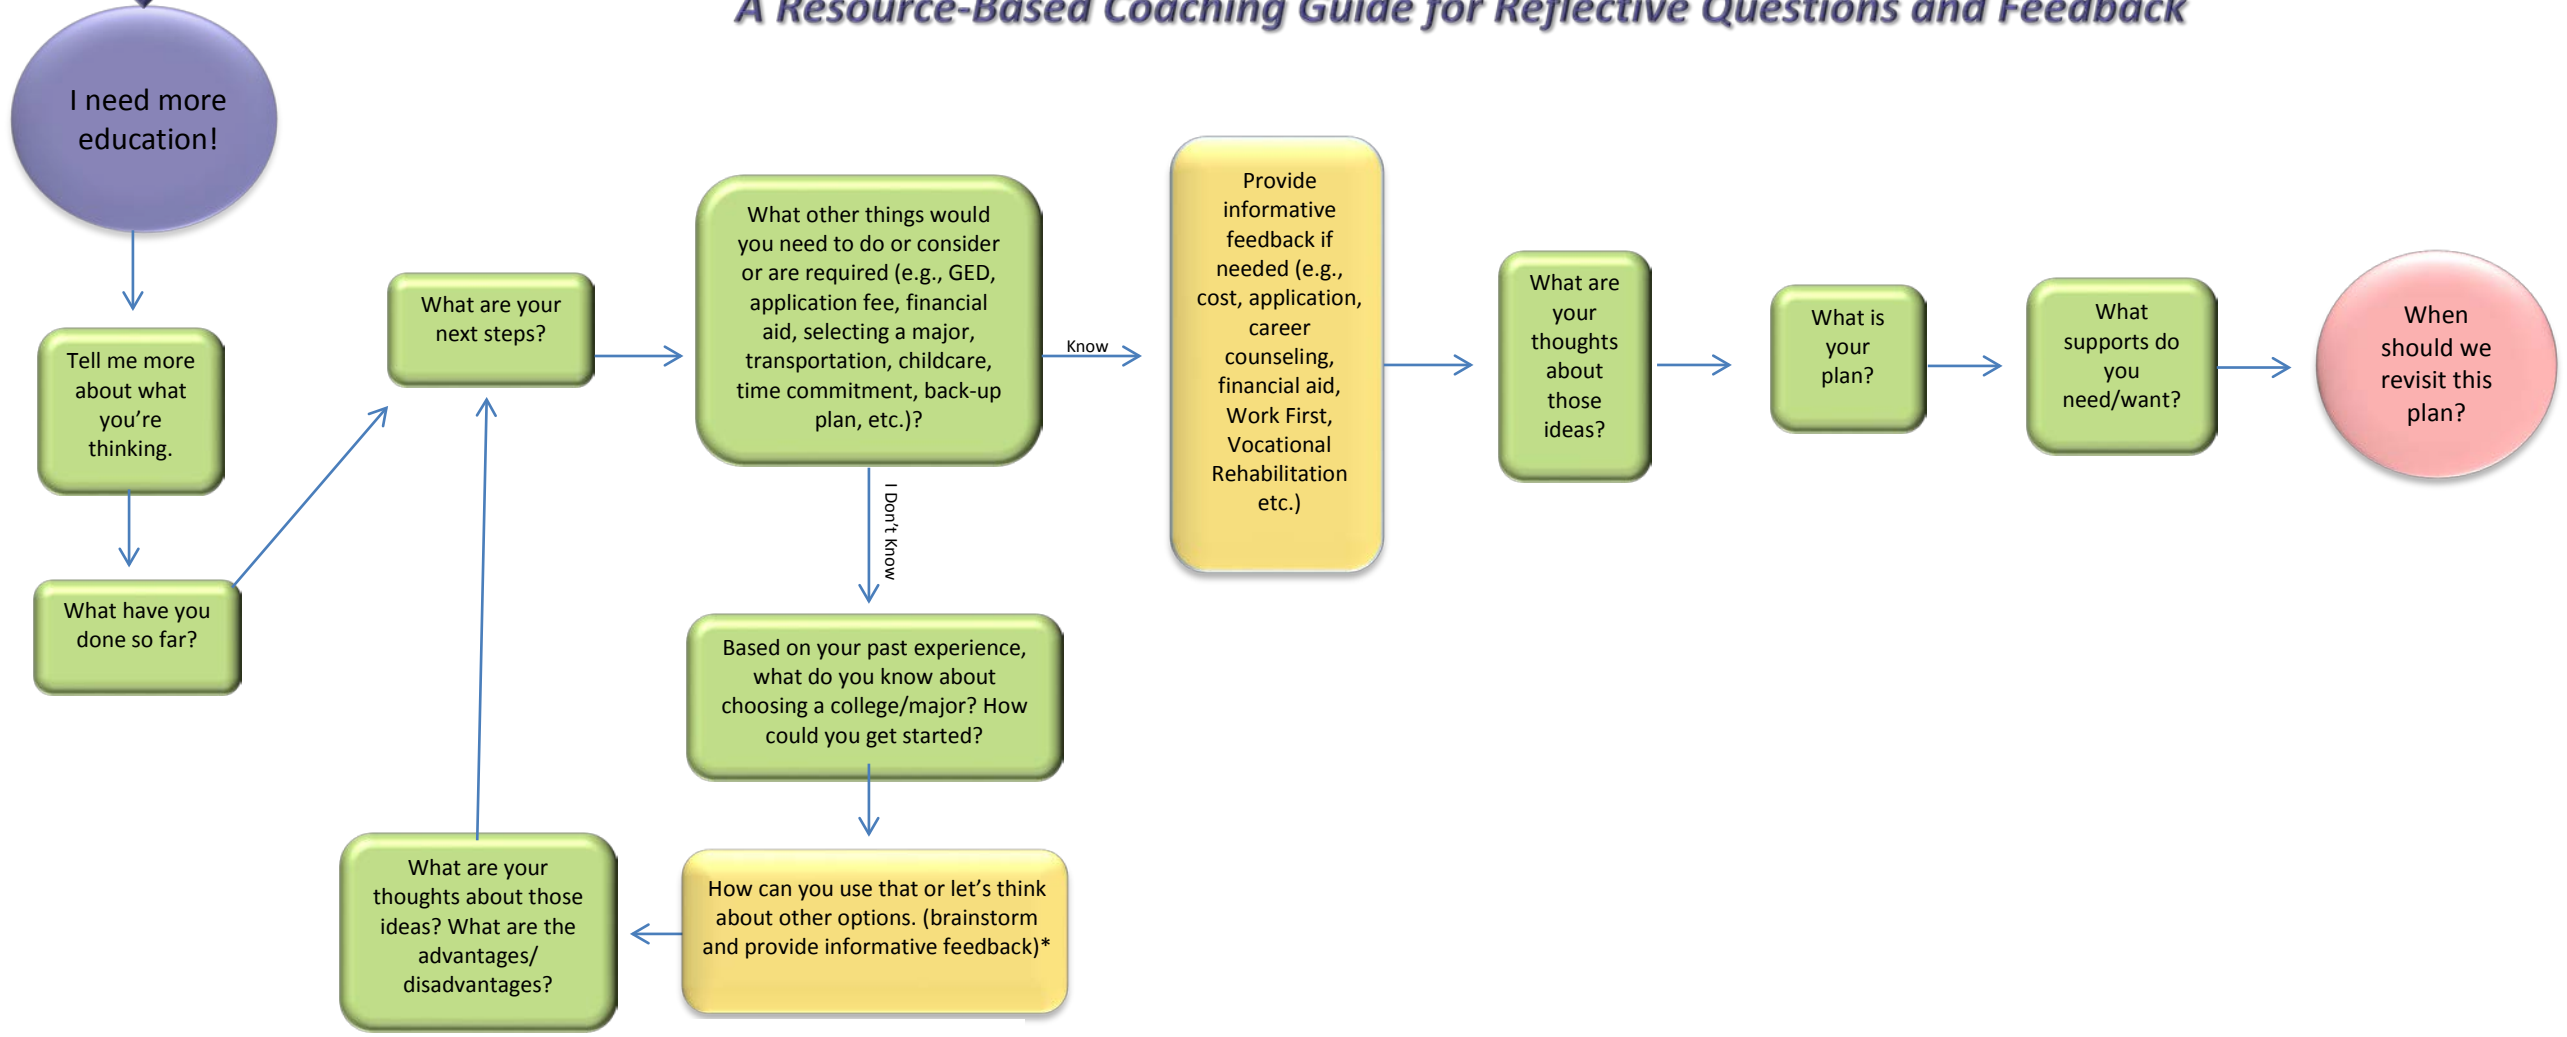 A Resource-Based Coaching Guide for Reflective Questions and Feedback
I need more
education!
Tell me more
about what
you’re
thinking.
What have you
done so far?
What are your
next steps?
What other things would
you need to do or consider
or are required (e.g., GED,
application fee, financial
aid, selecting a major,
transportation, childcare,
time commitment, back-up
plan, etc.)?
Know
I Don’t Know
Provide
informative
feedback if
needed (e.g.,
cost, application,
career
counseling,
financial aid,
Work First,
Vocational
Rehabilitation
etc.)
What are
your
thoughts
about
those
ideas?
What is
your
plan?
What
supports do
you
need/want?
When
should we
revisit this
plan?
Based on your past experience,
what do you know about
choosing a college/major? How
could you get started?
How can you use that or let’s think
about other options. (brainstorm
and provide informative feedback)*
What are your
thoughts about those
ideas? What are the
advantages/
disadvantages?